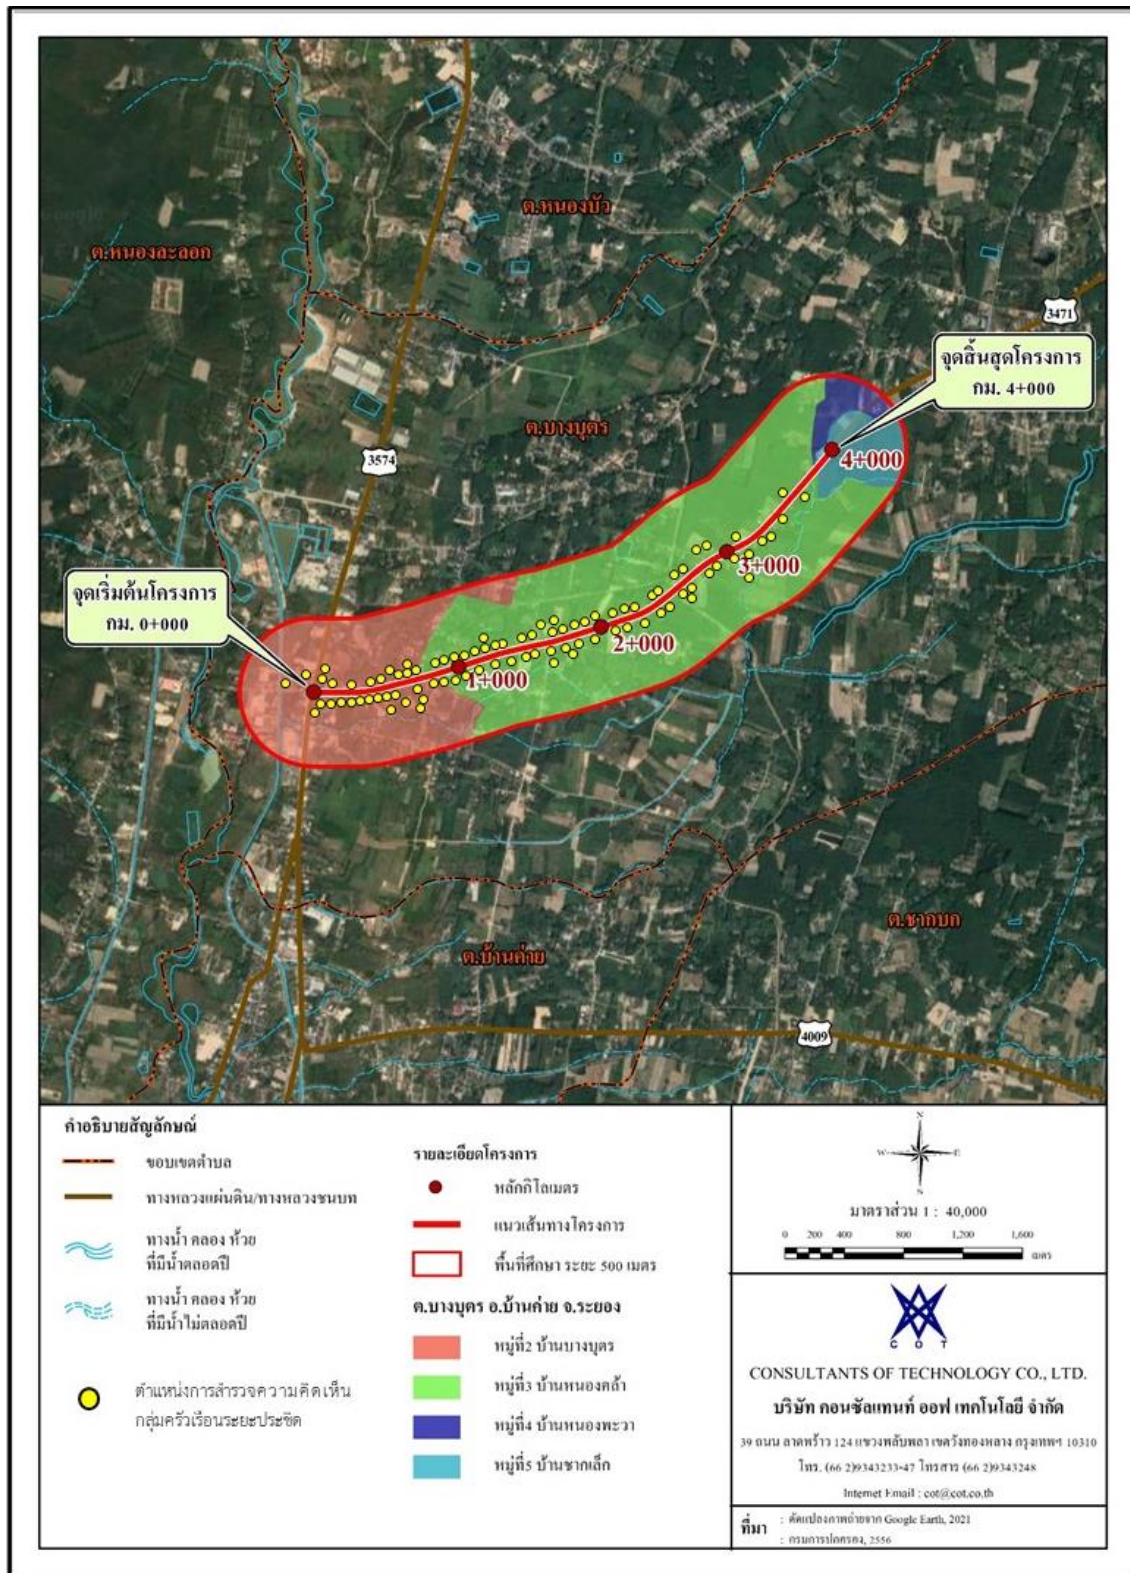 ต.หนองบัว
ต.หนองละลอก
3471
จุดสิ้นสุดโครงการ
กม. 4+000
ต.บางบุตร
3574
4+000
3+000
จุดเริ่มต้นโครงการ
กม. 0+000
2+000
1+000
ต.ชากบก
ต.บ้านค่าย
4009
คำอธิบายสัญลักษณ์
ขอบเขตตำบล
ทางหลวงแผ่นดิน/ทางหลวงชนบท
ทางน้ำ คลอง ห้วย
ที่มีน้ำตลอดปี
ทางน้ำ คลอง ห้วย
ที่มีน้ำไม่ตลอดปี
ตำแหน่งการสำรวจความคิดเห็น
กลุ่มครัวเรือนระยะประชิด
รายละเอียดโครงการ
หลักกิโลเมตร
แนวเส้นทางโครงการ
พื้นที่ศึกษา ระยะ 500 เมตร
ต.บางบุตร อ.บ้านค่าย จ.ระยอง
หมู่ที่2 บ้านบางบุตร
หมู่ที่3 บ้านหนองคล้า
หมู่ที่4 บ้านหนองพะวา
หมู่ที่5 บ้านชากเล็ก
N
W E
S
มาตราส่วน 1 : 40,000
0 200 400 800 1,200 1,600
เมตร
C O T
CONSULTANTS OF TECHNOLOGY CO., LTD.
บริษัท คอนซัลแทนท์ ออฟ เทคโนโลยี จำกัด
39 ถนน ลาดพร้าว 124 แขวงพลับพลา เขตวังทองหลาง กรุงเทพฯ 10310
โทร. (66 2)9343233-47 โทรสาร (66 2)9343248
Internet Email : cot@cot.co.th
ที่มา : ดัดแปลงภาพถ่ายจาก Google Earth, 2021
: กรมการปกครอง, 2556